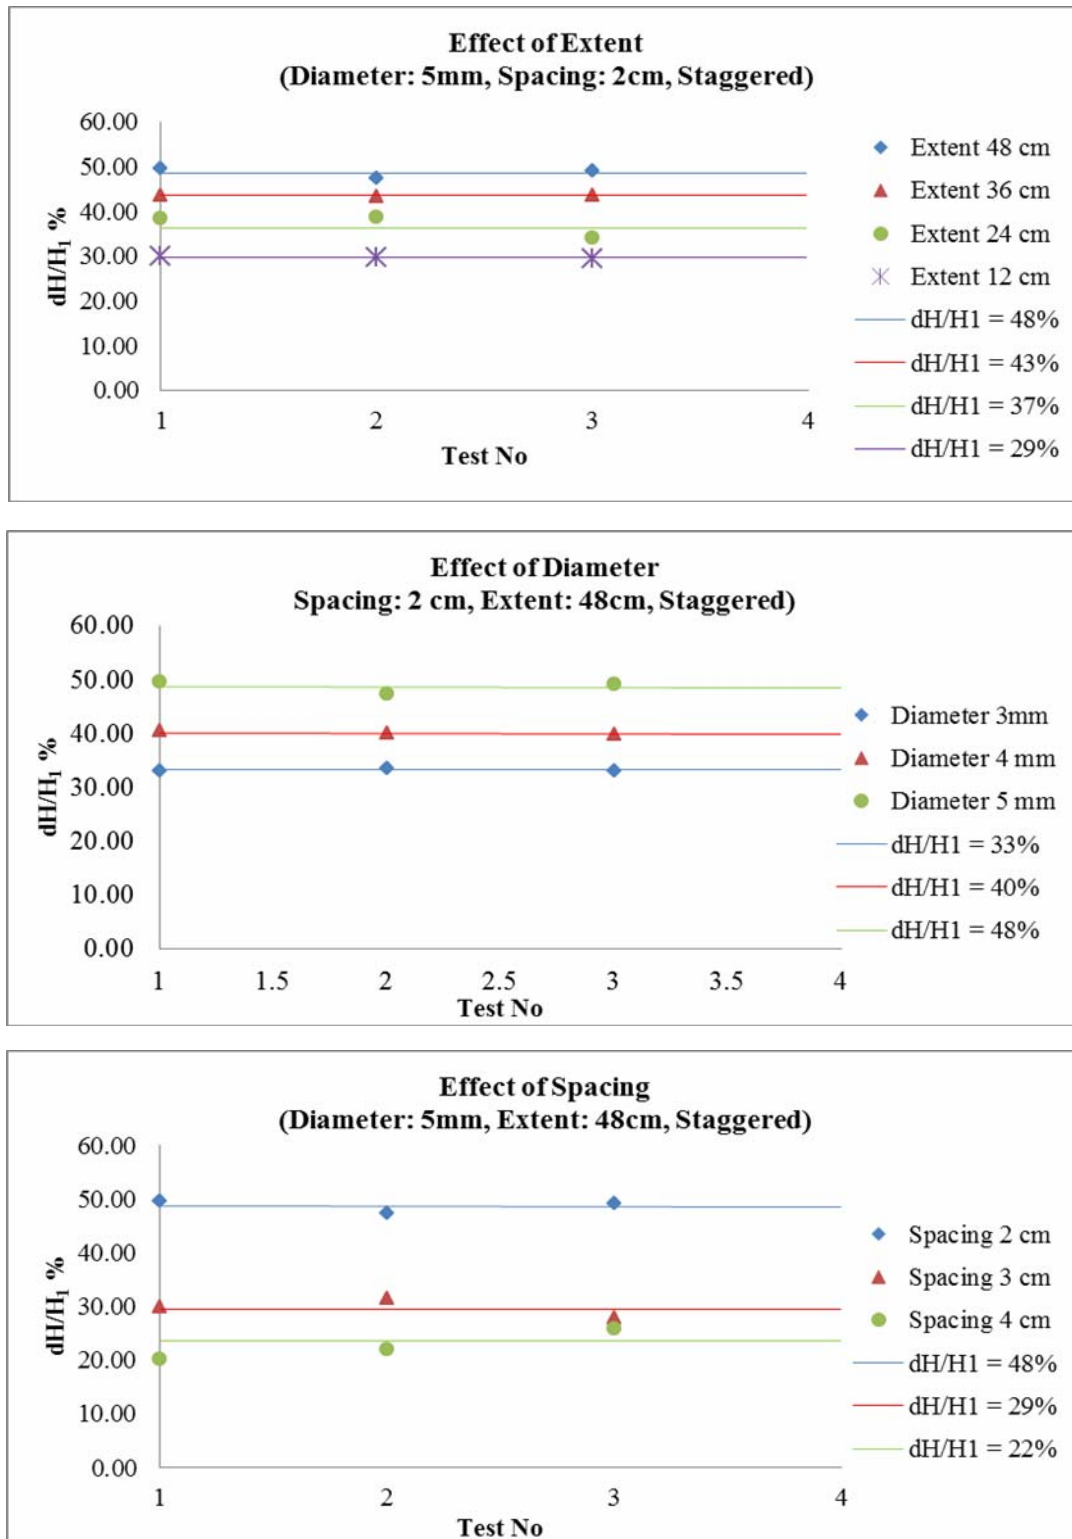 Effect of Extent
(Diameter: 5mm, Spacing: 2cm, Staggered)
60.00
50.00
40.00
30.00
20.00
10.00
0.00
dH/H1 %
1 2 3 4
Test No
Extent 48 cm
Extent 36 cm
Extent 24 cm
Extent 12 cm
dH/H1 = 48%
dH/H1 = 43%
dH/H1 = 37%
dH/H1 = 29%
Effect of Diameter
Spacing: 2 cm, Extent: 48cm, Staggered)
60.00
50.00
40.00
30.00
20.00
10.00
0.00
dH/H1 %
1 1.5 2 2.5 3 3.5 4
Test No
Diameter 3mm
Diameter 4 mm
Diameter 5 mm
dH/H1 = 33%
dH/H1 = 40%
dH/H1 = 48%
Effect of Spacing
(Diameter: 5mm, Extent: 48cm, Staggered)
60.00
50.00
40.00
30.00
20.00
10.00
0.00
dH/H1 %
1 2 3 4
Test No
Spacing 2 cm
Spacing 3 cm
Spacing 4 cm
dH/H1 = 48%
dH/H1 = 29%
dH/H1 = 22%